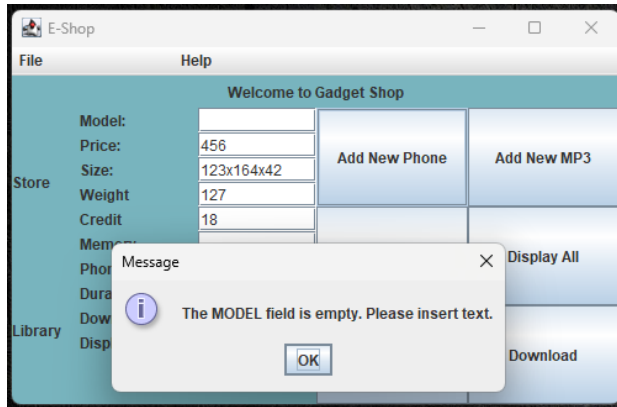 E-Shop
File Help
Welcome to Gadget Shop
Model:
Price: 456
Size: 123x164x42
Add New Phone Add New MP3
Store
Weight 127
Credit 18
Display All
Message
The MODEL field is empty. Please insert text.
Library
OK
Download